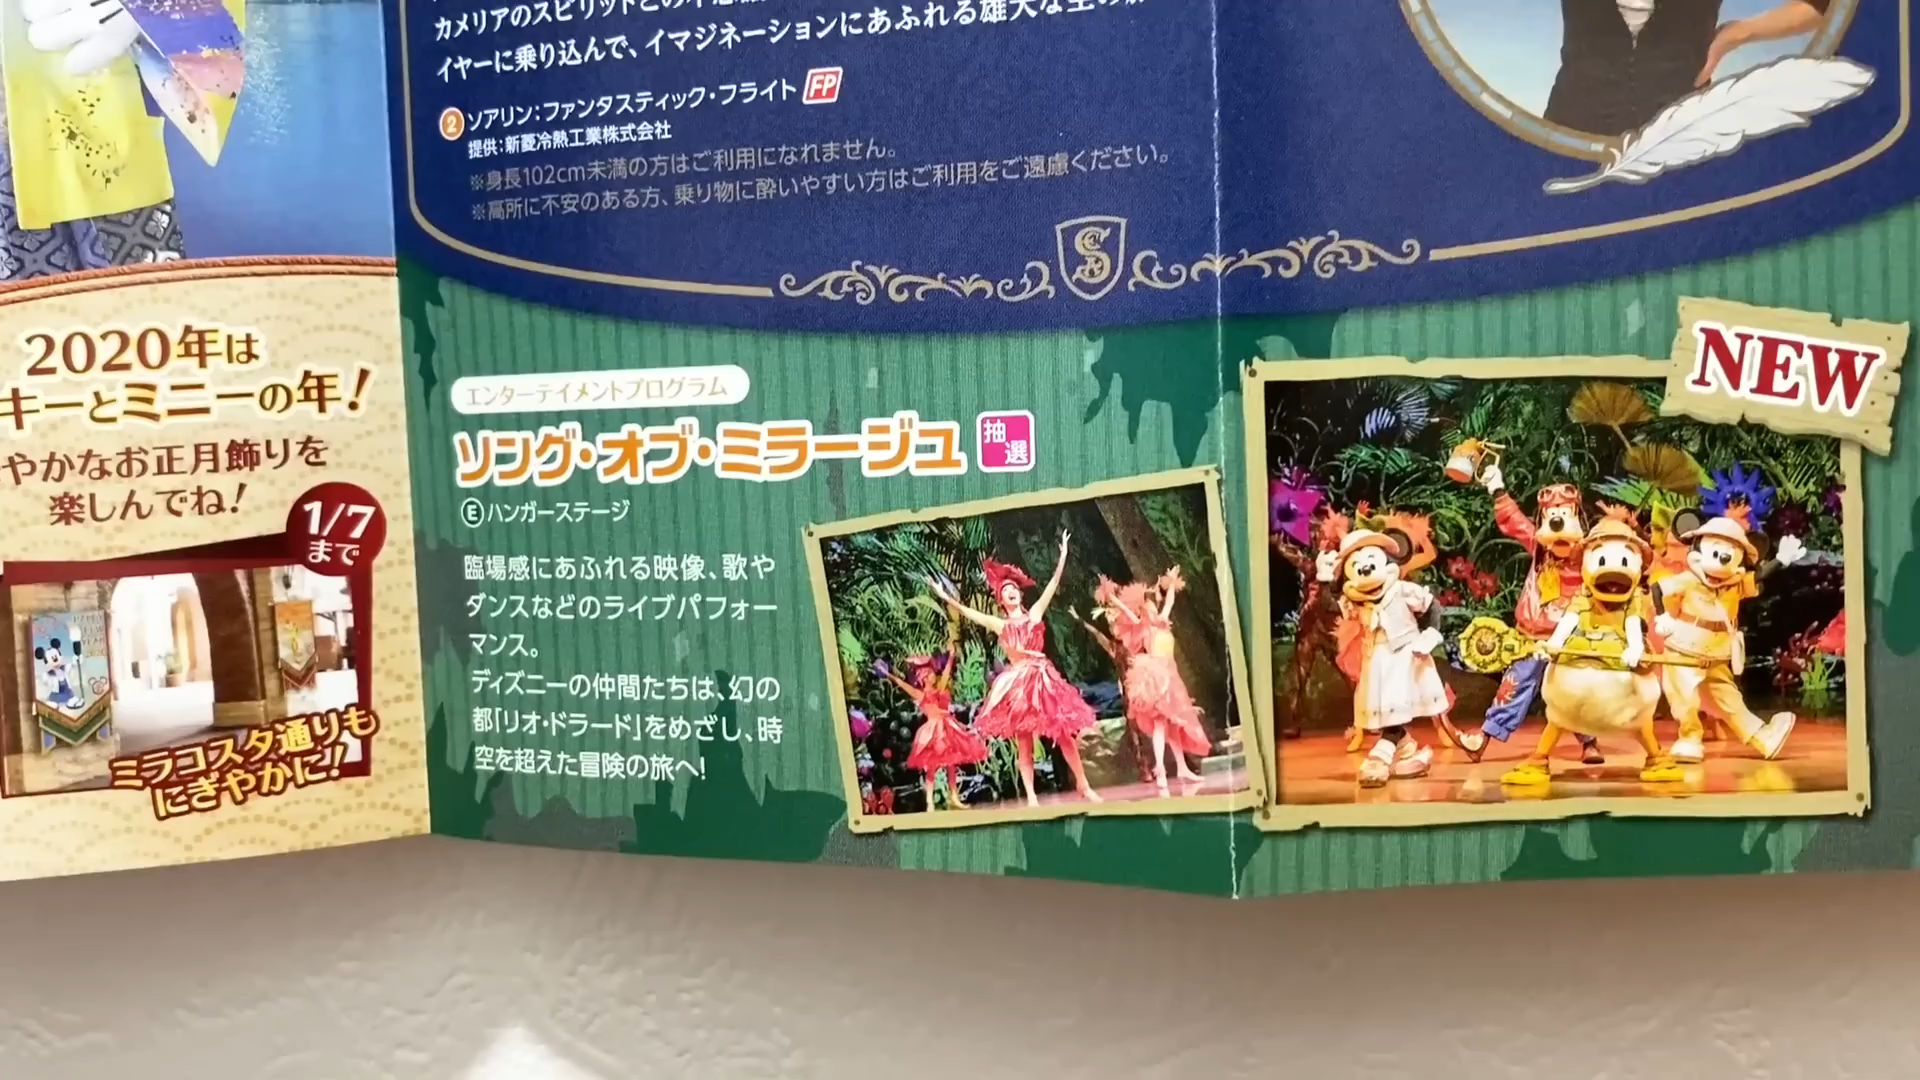 2020年は
キーとミニーの年!
やかなお正月飾りを
楽しんでね!
1/7
まで
ミラコスタ通りも
にぎやかに!
カメリアのスピリットとの
イヤーに乗り込んで、イマジネーションにあふれる雄大な空の
②ソアリン:ファンタスティック・フライト FP
提供:新菱冷熱工業株式会社
※身長102cm未満の方はご利用になれません。
※高所に不安のある方、乗り物に酔いやすい方はご利用をご遠慮ください。
S
エンターテイメントプログラム
ソング・オブ・ミラージュ 抽選
Ⓔハンガーステージ
臨場感にあふれる映像、歌や
ダンスなどのライブパフォー
マンス。
ディズニーの仲間たちは、幻の
都「リオ・ドラード」をめざし、時
空を超えた冒険の旅へ!
NEW